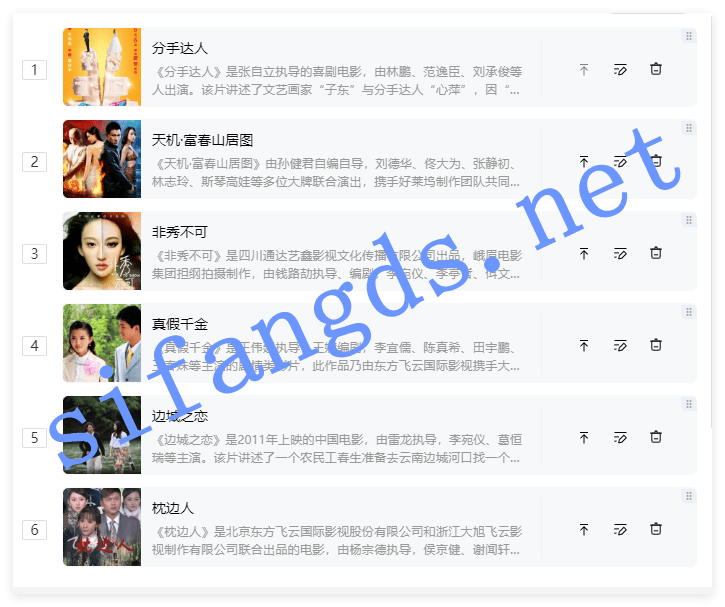 1
分手达人
《分手达人》是张自立执导的喜剧电影，由林鹏、范逸臣、刘承俊等
人出演。该片讲述了文艺画家“子东”与分手达人“心萍”，因“...
2
天机·富春山居图
《天机·富春山居图》由孙健君自编自导，刘德华、佟大为、张静初、
林志玲、斯琴高娃等多位大牌联合演出，携手好莱坞制作团队共同...
3
非秀不可
《非秀不可》是四川通达艺鑫影视文化传播有限公司出品，峨眉电影
集团担纲拍摄制作，由钱路劼执导、编剧，李宛仪、李亭哲、
4
真假千金
《真假千金》是王伟 执导、王 编剧，李宜儒、陈真希、田宇鹏、
等主演的剧情类影片，此作品乃由东方飞云国际影视携手大...
5
边城之恋
《边城之恋》是2011年上映的中国电影，由雷龙执导，李宛仪、葛恒
瑞等主演。该片讲述了一个农民工春生准备去云南边城河口找一个...
6
枕边人
《枕边人》是北京东方飞云国际影视股份有限公司和浙江大旭飞云影
视制作有限公司联合出品的电影，由杨宗德执导，侯京健、谢闻轩...
枕边人
sifangds.net